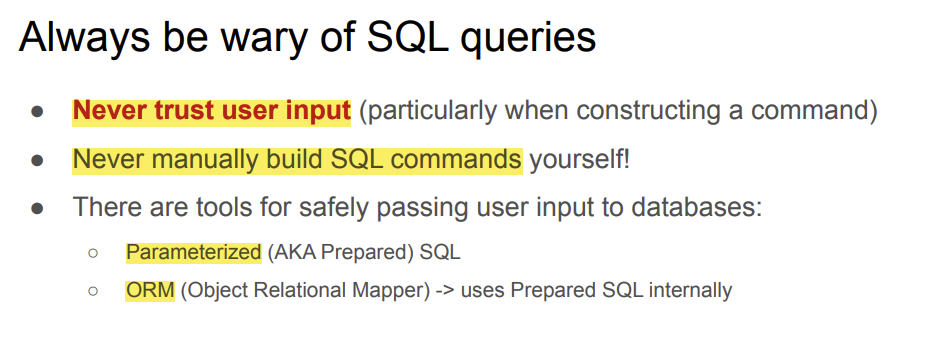 Always be wary of SQL queries
● Never trust user input (particularly when constructing a command)
● Never manually build SQL commands yourself!
● There are tools for safely passing user input to databases:
○ Parameterized (AKA Prepared) SQL
○ ORM (Object Relational Mapper) -> uses Prepared SQL internally